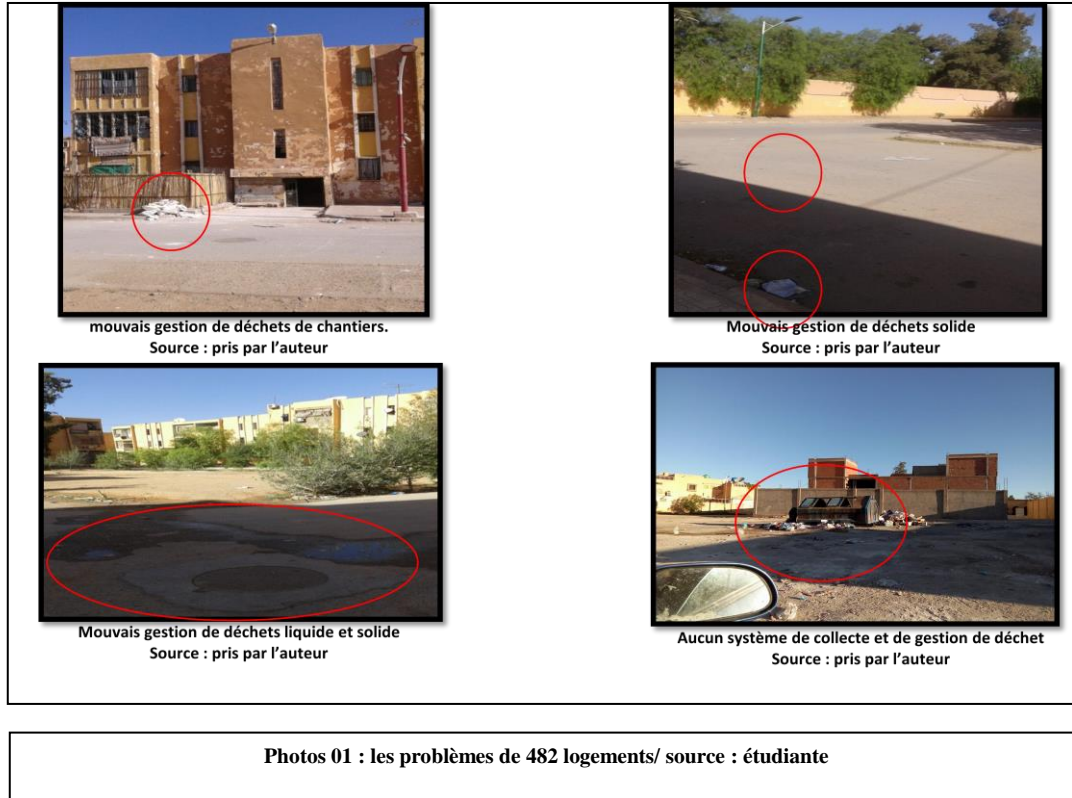 mouvais gestion de déchets de chantiers.
Source : pris par l'auteur
Mouvais gestion de déchets solide
Source : pris par l'auteur
Mouvais gestion de déchets liquide et solide
Source : pris par l'auteur
Aucun système de collecte et de gestion de déchet
Source : pris par l'auteur
Photos 01 : les problèmes de 482 logements/ source : étudiante